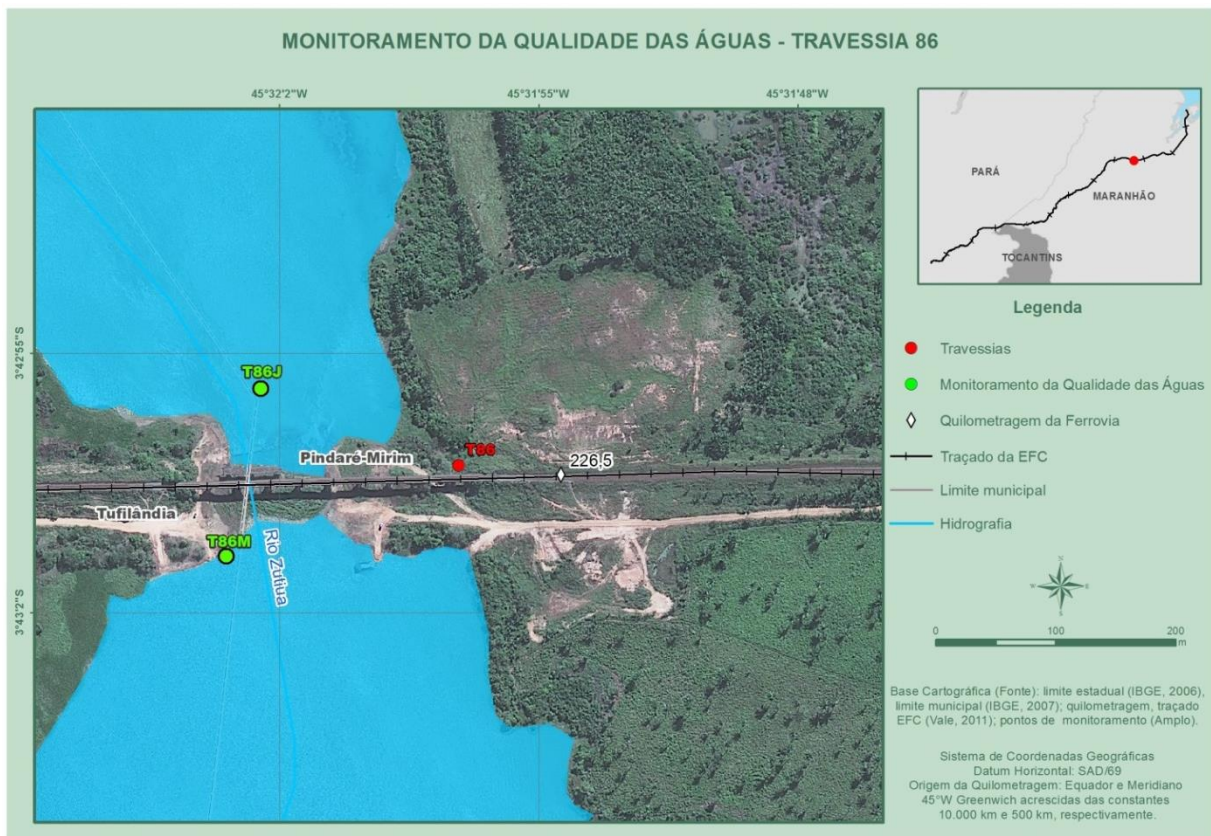 MONITORAMENTO DA QUALIDADE DAS ÁGUAS - TRAVESSIA 86
45°32'2"W
45°31'55"W
45°31'48"W
3°42'55"S
3°43'2"S
T86J
Pindaré-Mirim
T86
226,5
Tufilândia
T86M
Rio Zutiua
PARÁ
MARANHÃO
TOCANTINS
Legenda
Travessias
Monitoramento da Qualidade das Águas
Quilometragem da Ferrovia
Traçado da EFC
Limite municipal
Hidrografia
N
W
E
S
0
100
200
m
Base Cartográfica (Fonte): limite estadual (IBGE, 2006),
limite municipal (IBGE, 2007); quilometragem, traçado
EFC (Vale, 2011); pontos de monitoramento (Amplo).
Sistema de Coordenadas Geográficas
Datum Horizontal: SAD/69
Origem da Quilometragem: Equador e Meridiano
45°W Greenwich acrescidas das constantes
10.000 km e 500 km, respectivamente.